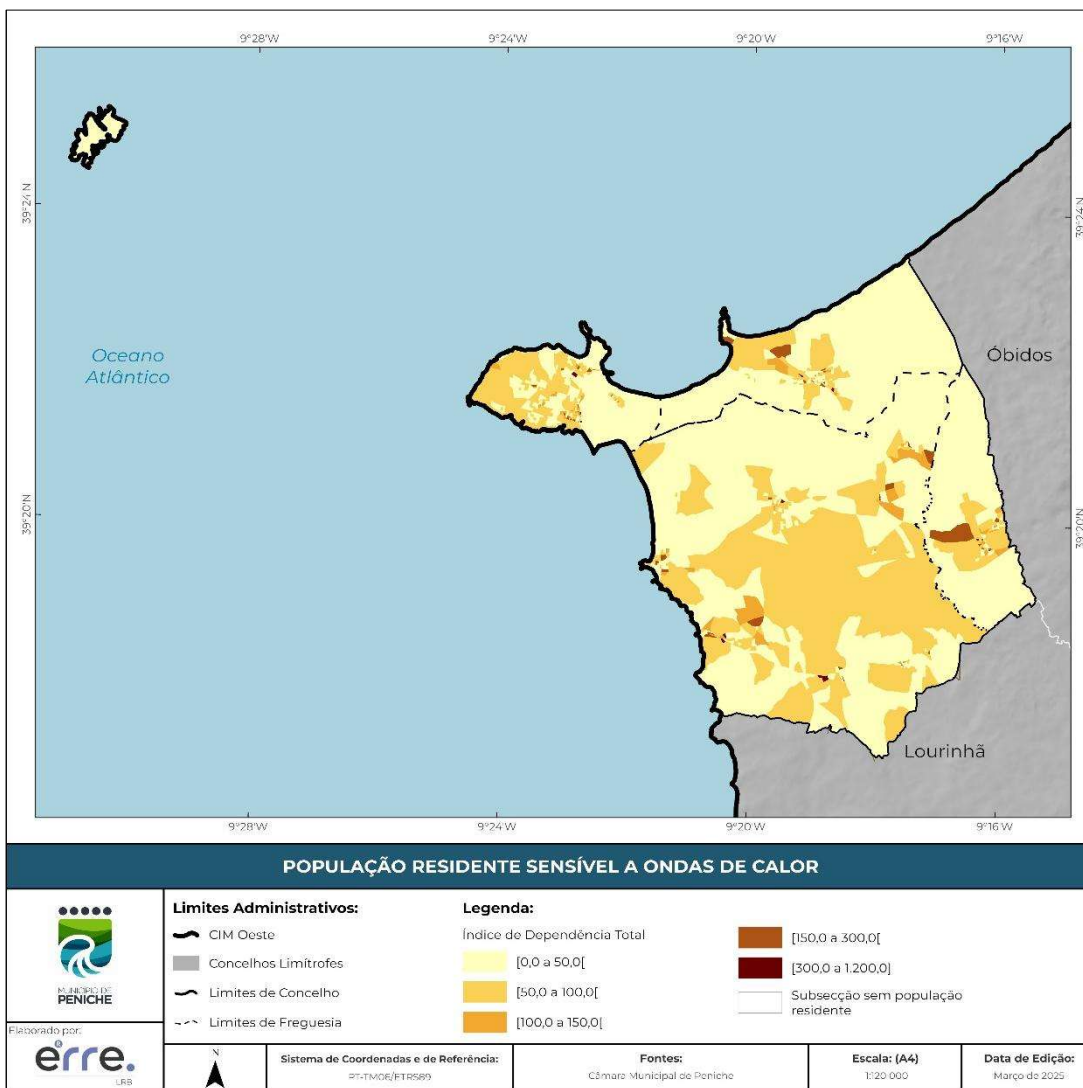 9°28'W
9°24'W
9°20'W
9°16'W
39°24'N
39°24'N
Oceano
Atlântico
Óbidos
39°20'N
39°20'N
Lourinhã
9°28'W
9°24'W
9°20'W
9°16'W
POPULAÇÃO RESIDENTE SENSÍVEL A ONDAS DE CALOR
MUNICÍPIO DE
PENICHE
Limites Administrativos:
CIM Oeste
Concelhos Limítrofes
Limites de Concelho
Limites de Freguesia
Legenda:
Índice de Dependência Total
[0,0 a 50,0[
[50,0 a 100,0[
[100,0 a 150,0[
[150,0 a 300,0[
[300,0 a 1.200,0]
Subsecção sem população
residente
Elaborado por:
erre.
LRB
N
Sistema de Coordenadas e de Referência:
PT-TM06/ETRS89
Fontes:
Câmara Municipal de Peniche
Escala: (A4)
1:120 000
Data de Edição:
Março de 2025